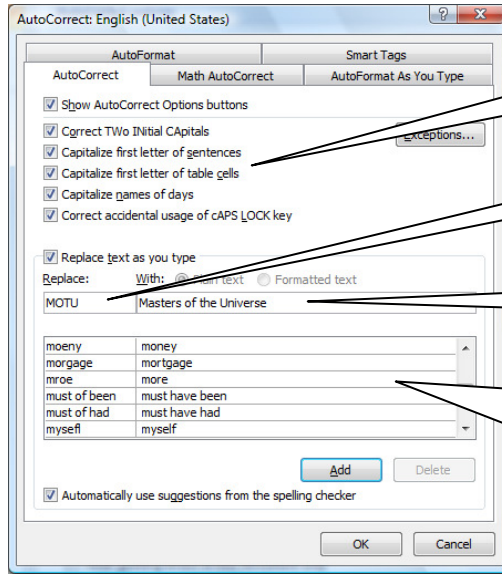 AutoCorrect: English (United States)
AutoFormat Smart Tags
AutoCorrect Math AutoCorrect AutoFormat As You Type
Show AutoCorrect Options buttons
Correct TWo INitial CApitals
Exceptions...
Capitalize first letter of sentences
Capitalize first letter of table cells
Capitalize names of days
Correct accidental usage of cAPS LOCK key
Replace text as you type
Replace: With: Plain text Formatted text
MOTU Masters of the Universe
moeny money
morgage mortgage
mroe more
must of been must have been
must of had must have had
mysefl myself
Add Delete
Automatically use suggestions from the spelling checker
OK Cancel